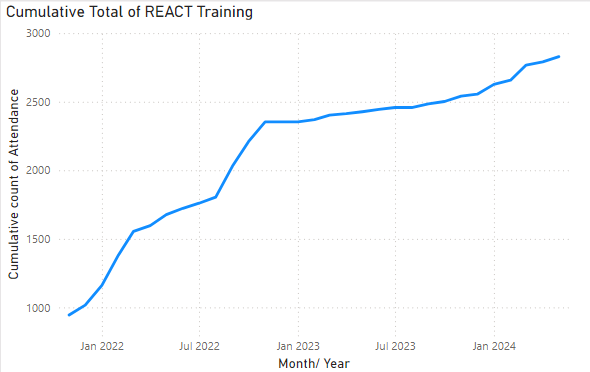 Cumulative Total of REACT Training
Cumulative count of Attendance
3000
2500
2000
1500
1000
Jan 2022
Jul 2022
Jan 2023
Jul 2023
Jan 2024
Month/ Year